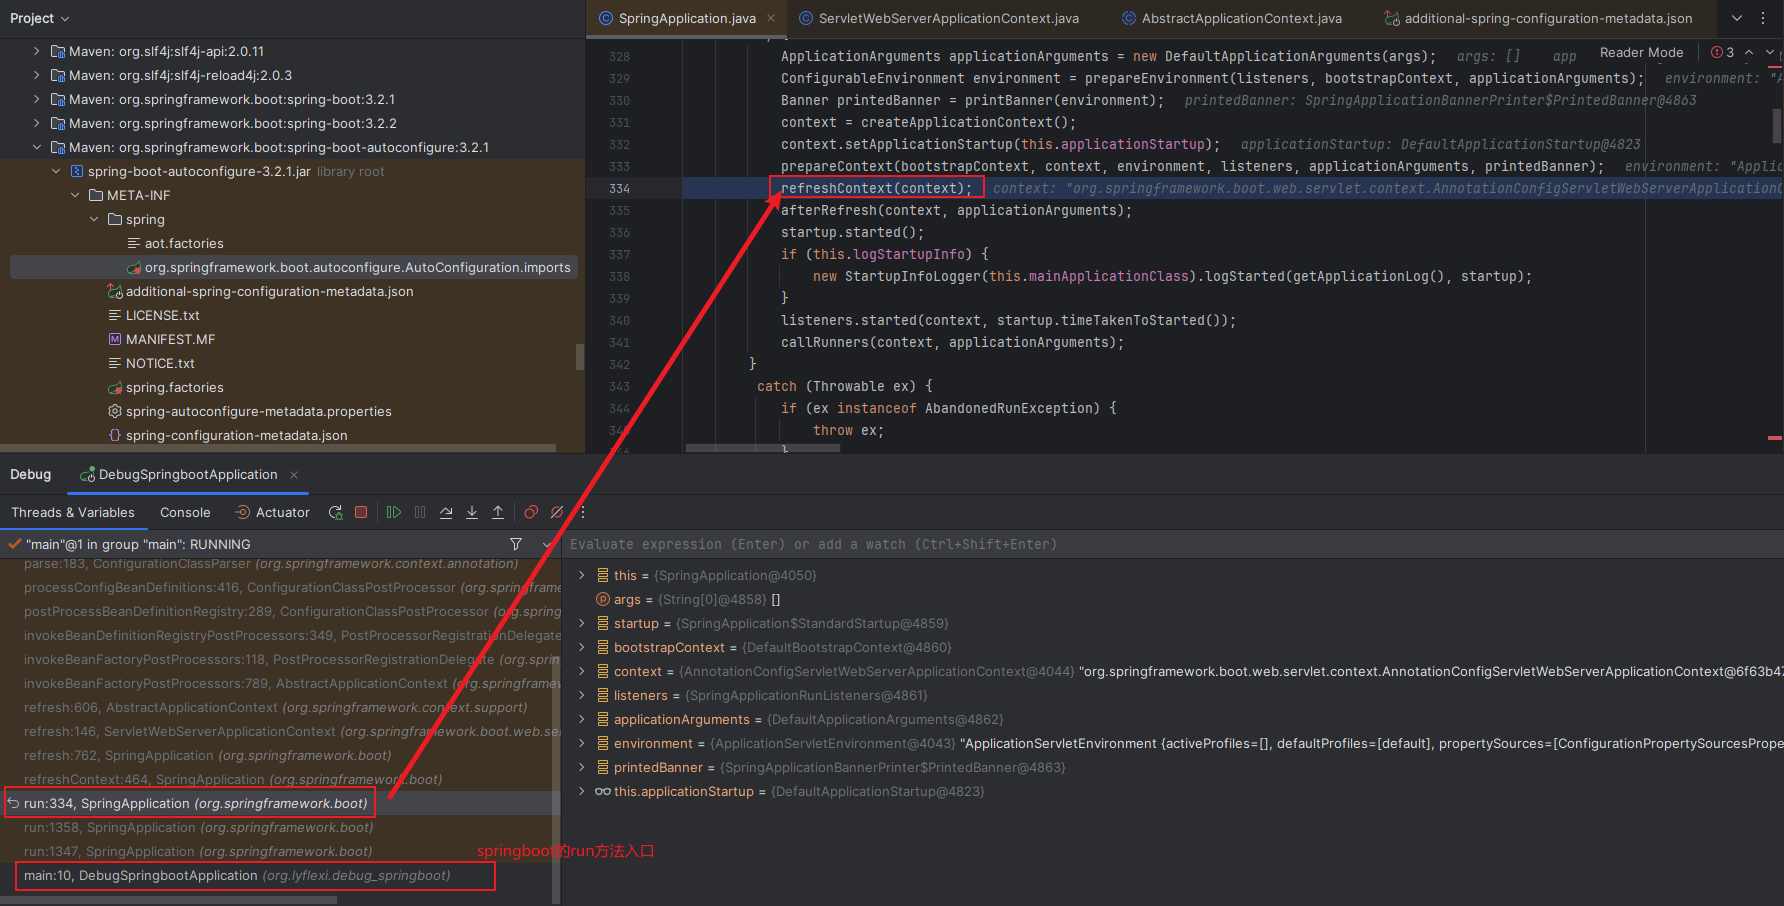 Project
Maven: org.slf4j:slf4j-api:2.0.11
Maven: org.slf4j:slf4j-reload4j:2.0.3
Maven: org.springframework.boot:spring-boot:3.2.1
Maven: org.springframework.boot:spring-boot:3.2.2
Maven: org.springframework.boot:spring-boot-autoconfigure:3.2.1
spring-boot-autoconfigure-3.2.1.jar library root
META-INF
spring
aot.factories
org.springframework.boot.autoconfigure.AutoConfiguration.imports
additional-spring-configuration-metadata.json
LICENSE.txt
MANIFEST.MF
NOTICE.txt
spring.factories
spring-autoconfigure-metadata.properties
spring-configuration-metadata.json
SpringApplication.java
ServletWebServerApplicationContext.java
AbstractApplicationContext.java
additional-spring-configuration-metadata.json
Reader Mode 3
328 ApplicationArguments applicationArguments = new DefaultApplicationArguments(args); args: [] app
329 ConfigurableEnvironment environment = prepareEnvironment(listeners, bootstrapContext, applicationArguments); environment: "A
330 Banner printedBanner = printBanner(environment); printedBanner: SpringApplicationBannerPrinter$PrintedBanner@4863
331 context = createApplicationContext();
332 context.setApplicationStartup(this.applicationStartup); applicationStartup: DefaultApplicationStartup@4823
333 prepareContext(bootstrapContext, context, environment, listeners, applicationArguments, printedBanner); environment: "Appli
334 refreshContext(context); context: "org.springframework.boot.web.servlet.context.AnnotationConfigServletWebServerApplication
335 afterRefresh(context, applicationArguments);
336 startup.started();
337 if (this.logStartupInfo) {
338 new StartupInfoLogger(this.mainApplicationClass).logStarted(getApplicationLog(), startup);
339 }
340 listeners.started(context, startup.timeTakenToStarted());
341 callRunners(context, applicationArguments);
342 }
343 catch (Throwable ex) {
344 if (ex instanceof AbandonedRunException) {
throw ex;
}
Debug
DebugSpringbootApplication
Threads & Variables
Console
Actuator
"main"@1 in group "main": RUNNING
parse:183, ConfigurationClassParser (org.springframework.context.annotation)
processConfigBeanDefinitions:416, ConfigurationClassPostProcessor (org.springframe
postProcessBeanDefinitionRegistry:289, ConfigurationClassPostProcessor (org.spring
invokeBeanDefinitionRegistryPostProcessors:349, PostProcessorRegistrationDelegate
invokeBeanFactoryPostProcessors:118, PostProcessorRegistrationDelegate (org.sprin
invokeBeanFactoryPostProcessors:789, AbstractApplicationContext (org.springframew
refresh:606, AbstractApplicationContext (org.springframework.context.support)
refresh:146, ServletWebServerApplicationContext (org.springframework.boot.web.se
refresh:762, SpringApplication (org.springframework.boot)
refreshContext:464, SpringApplication (org.springframework.boot)
run:334, SpringApplication (org.springframework.boot)
run:1358, SpringApplication (org.springframework.boot)
run:1347, SpringApplication (org.springframework.boot)
springboot的run方法入口
main:10, DebugSpringbootApplication (org.lyflexi.debug_springboot)
Evaluate expression (Enter) or add a watch (Ctrl+Shift+Enter)
this = {SpringApplication@4050}
args = {String[0]@4858} []
startup = {SpringApplication$StandardStartup@4859}
bootstrapContext = {DefaultBootstrapContext@4860}
context = {AnnotationConfigServletWebServerApplicationContext@4044} "org.springframework.boot.web.servlet.context.AnnotationConfigServletWebServerApplicationContext@6f63b47
listeners = {SpringApplicationRunListeners@4861}
applicationArguments = {DefaultApplicationArguments@4862}
environment = {ApplicationServletEnvironment@4043} "ApplicationServletEnvironment {activeProfiles=[], defaultProfiles=[default], propertySources=[ConfigurationPropertySourcesPrope
printedBanner = {SpringApplicationBannerPrinter$PrintedBanner@4863}
this.applicationStartup = {DefaultApplicationStartup@4823}